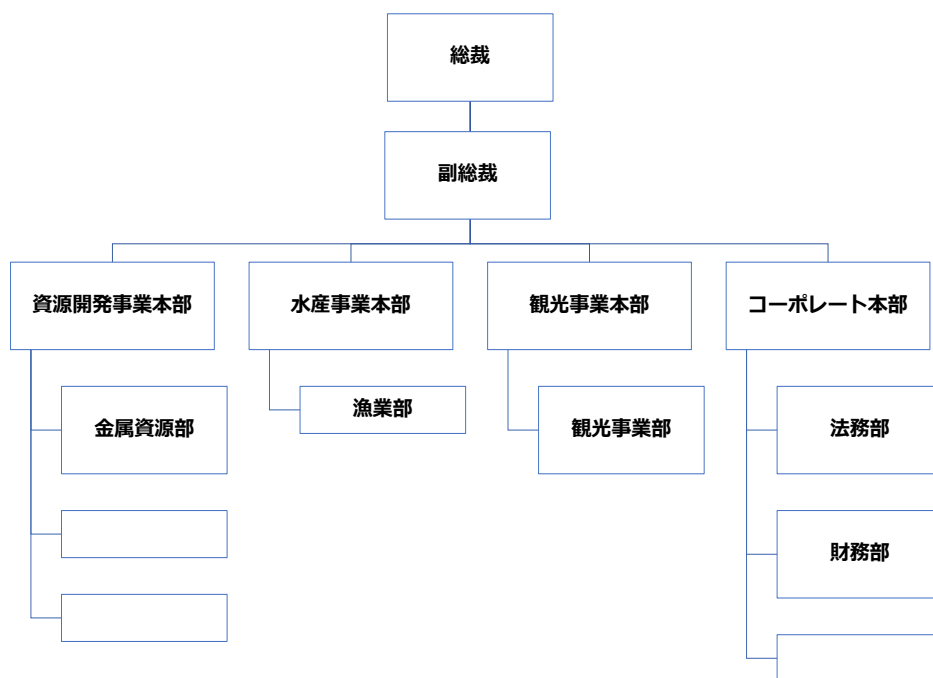 総裁
副総裁
資源開発事業本部
水産事業本部
観光事業本部
コーポレート本部
金属資源部
漁業部
観光事業部
法務部
財務部